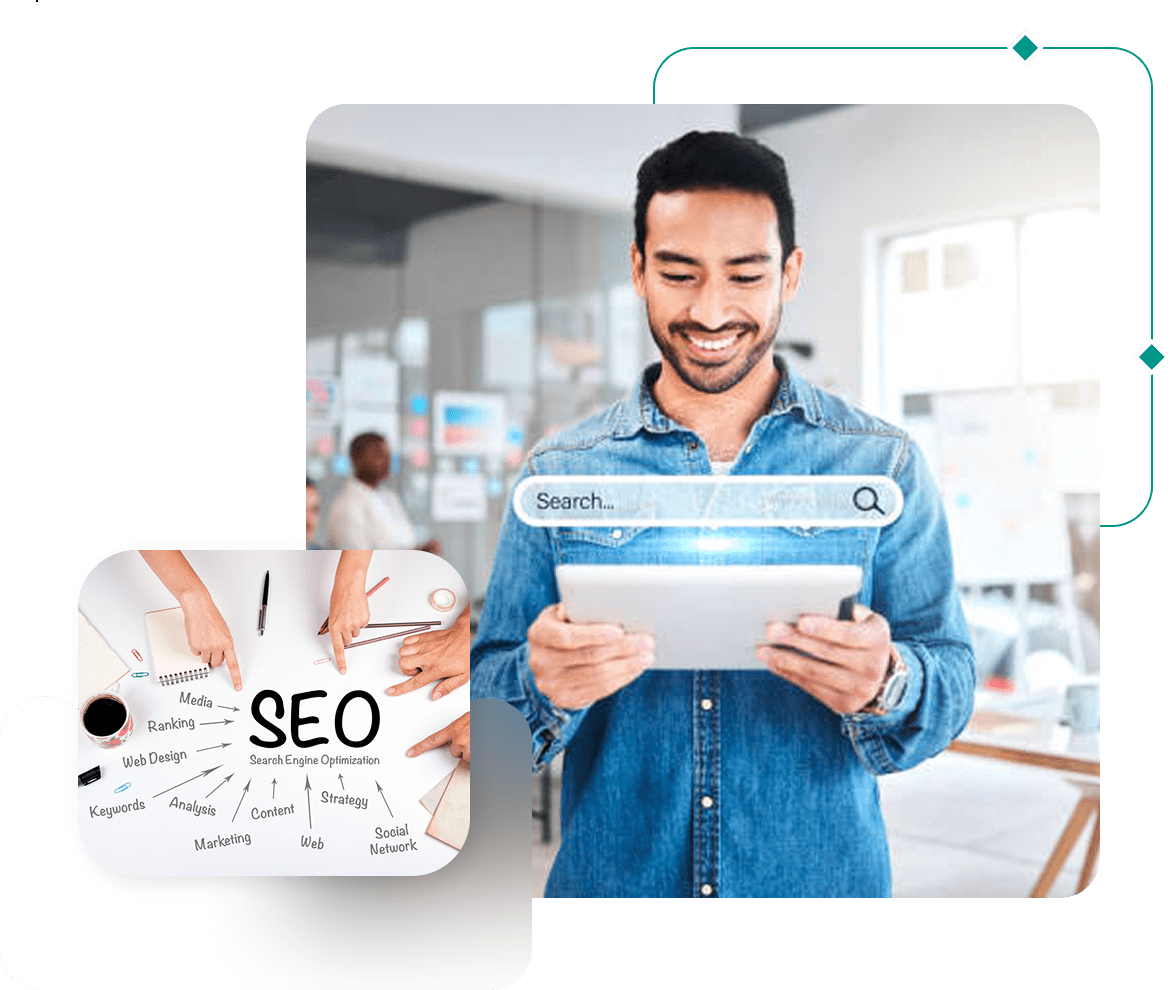 Search...
SEO
Search Engine Optimization
Media
Ranking
Web Design
Keywords
Analysis
Marketing
Content
Web
Strategy
Social
Network